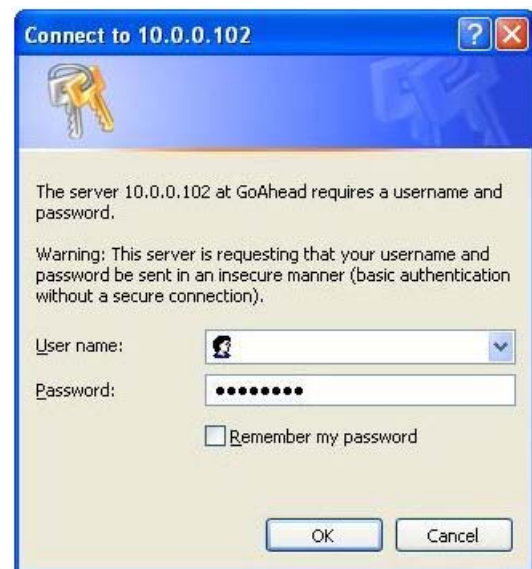 Connect to 10.0.0.102
The server 10.0.0.102 at GoAhead requires a username and
password.
Warning: This server is requesting that your username and
password be sent in an insecure manner (basic authentication
without a secure connection).
User name:
Password:
••••••••
Remember my password
OK
Cancel